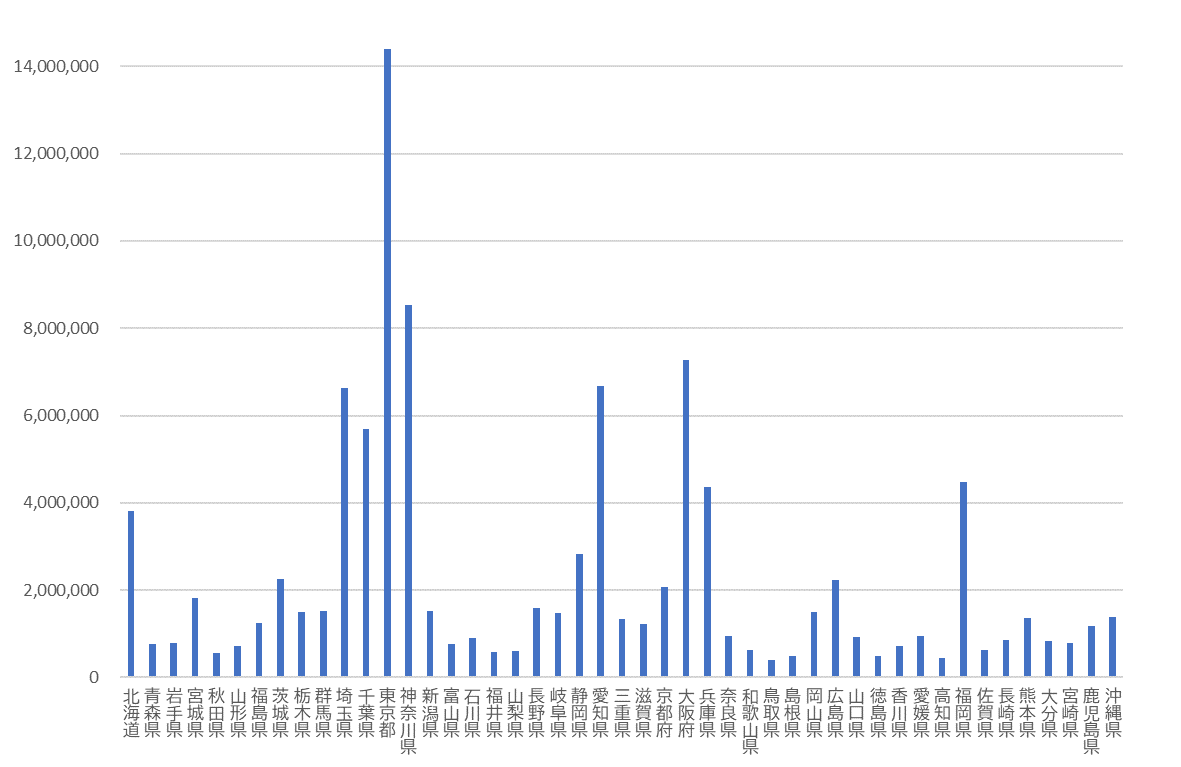 14,000,000
12,000,000
10,000,000
8,000,000
6,000,000
4,000,000
2,000,000
0
北海道
青森県
岩手県
宮城県
秋田県
山形県
福島県
茨城県
栃木県
群馬県
埼玉県
千葉県
東京都
神奈川県
新潟県
富山県
石川県
福井県
山梨県
長野県
岐阜県
静岡県
愛知県
三重県
滋賀県
京都府
大阪府
兵庫県
奈良県
和歌山県
鳥取県
島根県
岡山県
広島県
山口県
徳島県
香川県
愛媛県
高知県
福岡県
佐賀県
長崎県
熊本県
大分県
宮崎県
鹿児島県
沖縄県